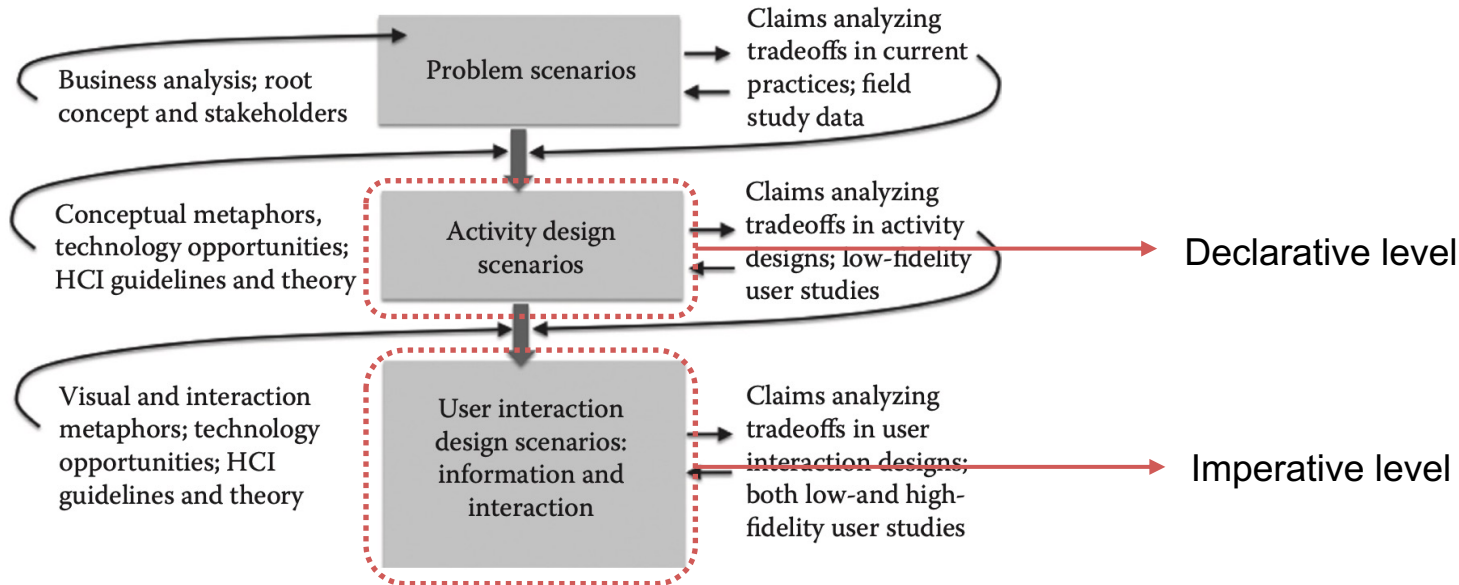 Business analysis; root
concept and stakeholders
Problem scenarios
Claims analyzing
tradeoffs in current
practices; field
study data
Conceptual metaphors,
technology opportunities;
HCI guidelines and theory
Activity design
scenarios
Claims analyzing
tradeoffs in activity
designs; low-fidelity
user studies
Declarative level
Visual and interaction
metaphors; technology
opportunities; HCI
guidelines and theory
User interaction
design scenarios:
information and
interaction
Claims analyzing
tradeoffs in user
interaction designs;
both low-and high-
fidelity user studies
Imperative level